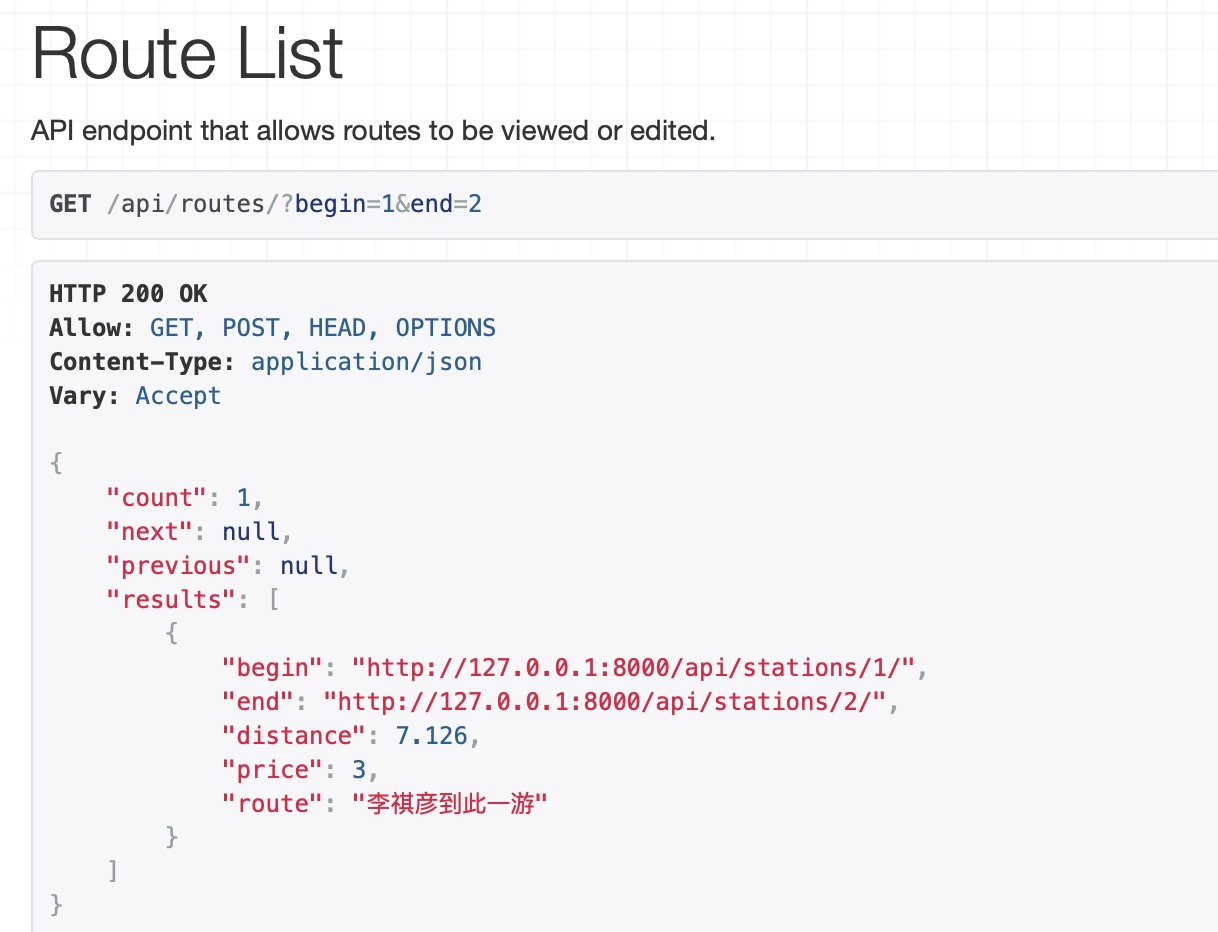 Route List
API endpoint that allows routes to be viewed or edited.
GET /api/routes/?begin=1&end=2
HTTP 200 OK
Allow: GET, POST, HEAD, OPTIONS
Content-Type: application/json
Vary: Accept
{
    "count": 1,
    "next": null,
    "previous": null,
    "results": [
        {
            "begin": "http://127.0.0.1:8000/api/stations/1/",
            "end": "http://127.0.0.1:8000/api/stations/2/",
            "distance": 7.126,
            "price": 3,
            "route": "李祺彦到此一游"
        }
    ]
}